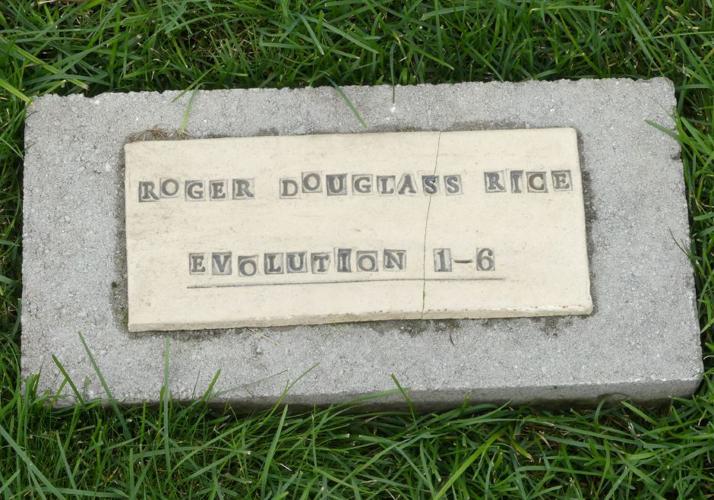 ROGER DOUGLASS RICE
EVOLUTION 1-6